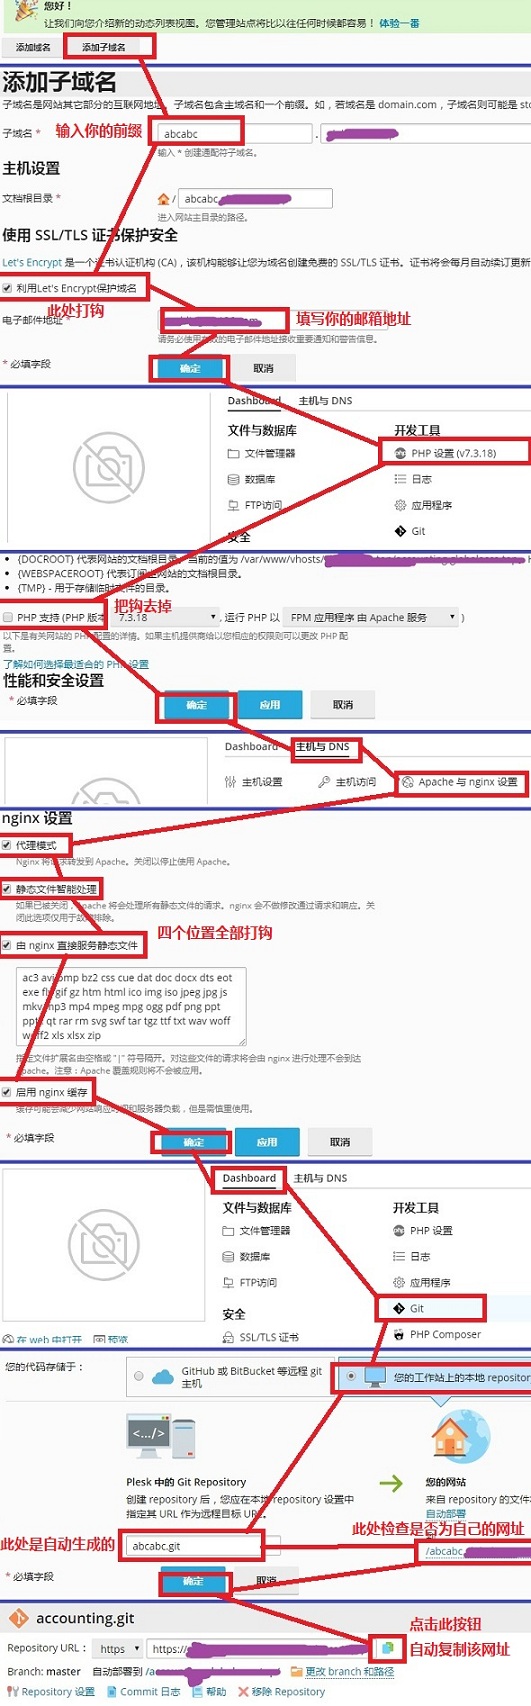 您好！
让我们向您介绍新的动态列表视图。您管理站点将比以往任何时候都容易！ 体验一番
添加域名 添加子域名
添加子域名
子域名是网站其它部分的互联网地址。子域名包含主域名和一个前缀。如，若域名是 domain.com，子域名则可能是
子域名 * 输入你的前缀 abcabc .
输入 * 创建通配符子域名。
主机设置
文档根目录 * / abcabc.
进入网站主目录的路径。
使用 SSL/TLS 证书保护安全
Let's Encrypt 是一个证书认证机构 (CA)，该机构能够让您为域名创建免费的 SSL/TLS 证书。证书将会每月自动续订更新
利用Let's Encrypt保护域名
此处打钩
电子邮件地址 填写你的邮箱地址
请务必使用有效的电子邮件地址接收重要通知和警告信息。
* 必填字段 确定 取消
Dashboard 主机与 DNS
文件与数据库 开发工具
文件管理器 PHP 设置 (v7.3.18)
数据库 日志
FTP访问 应用程序
安全 Git
• {DOCROOT} 代表网站的文档根目录。当前的值为 /var/www/vhosts/
• {WEBSPACEROOT} 代表订阅主网站的文档根目录。
• {TMP} - 用于存储临时文件的目录。
PHP 支持 (PHP 版本 7.3.18 , 运行 PHP 以 FPM 应用程序 由 Apache 服务 )
把钩去掉
以下是有关网站的 PHP 配置的详情。如果主机提供商给以您相应的权限则可以更改 PHP 配
置。
了解如何选择最适合的 PHP 设置
性能和安全设置
* 必填字段 确定 应用 取消
Dashboard 主机与 DNS
主机设置 主机访问 Apache 与 nginx 设置
nginx 设置
代理模式
Nginx 将请求转发到 Apache。关闭以停止使用 Apache。
静态文件智能处理
如果已被关闭，Apache 将会处理所有静态文件的请求。nginx 会不做修改通过请求和响应。关
闭此选项仅用于故障排除。
四个位置全部打钩
由 nginx 直接服务静态文件
ac3 avi bmp bz2 css cue dat doc docx dts eot
exe flv gif gz htm html ico img iso jpeg jpg js
mkv mp3 mp4 mpeg mpg ogg pdf png ppt
pptx qt rar rm svg swf tar tgz ttf txt wav woff
woff2 xls xlsx zip
指定文件扩展名由空格或 "|" 符号隔开。对这些文件的请求将会由 nginx 进行处理不会到达
Apache。注意：Apache 覆盖规则将不会被应用。
启用 nginx 缓存
缓存可能会减少网站响应时间和服务器负载，但是需慎重使用。
* 必填字段 确定 应用 取消
Dashboard 主机与 DNS
文件与数据库 开发工具
文件管理器 PHP 设置
数据库 日志
FTP访问 应用程序
安全 Git
在 web 中打开 预览 SSL/TLS 证书 PHP Composer
您的代码存储于： GitHub 或 BitBucket 等远程 git
主机 您的工作站上的本地 repository
Plesk 中的 Git Repository 您的网站
创建 repository 后，您应在本地 repository 设置中 来自 repository 的文件
指定其 URL 作为远程目标 URL。 自动部署
到
此处检查是否为自己的网址
此处是自动生成的 abcabc.git /abcabc.
* 必填字段 确定 取消
accounting.git 点击此按钮
Repository URL： https https:// 自动复制该网址
Branch: master 自动部署到 更改 branch 和路径
Repository 设置 Commit 日志 帮助 移除 Repository